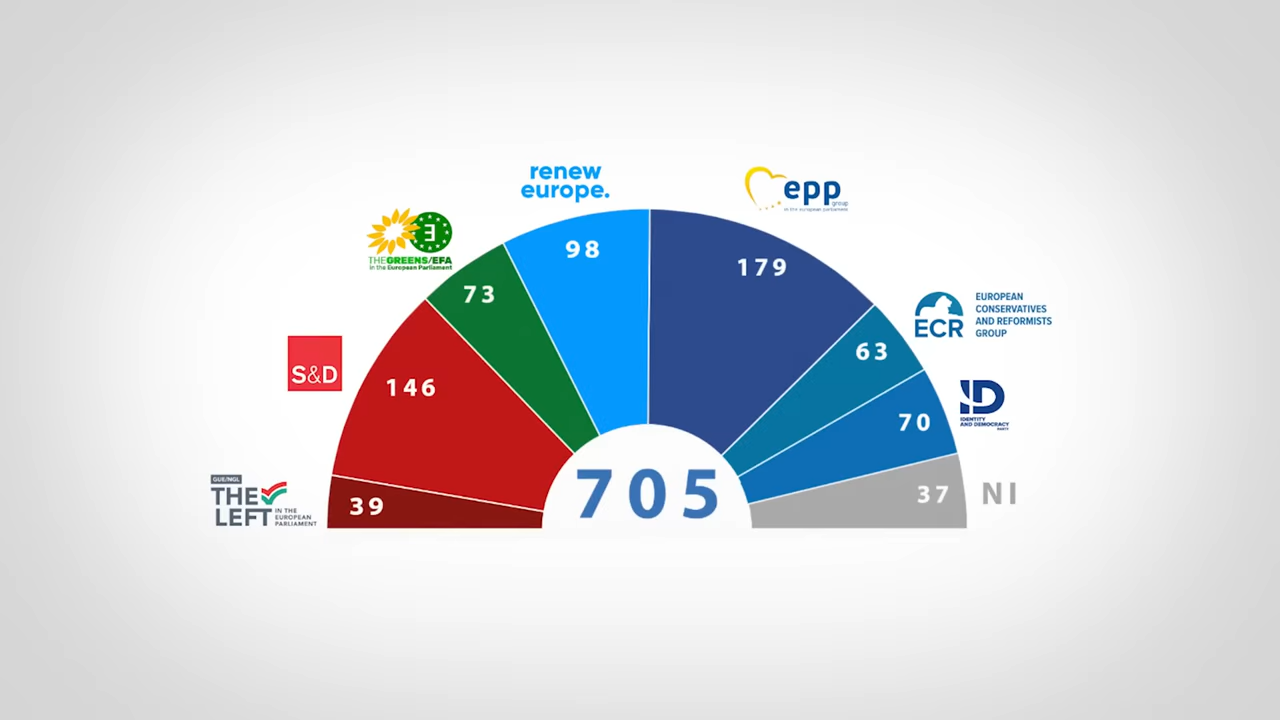 renew
europe.
epp
group
in the european parliament
98
179
THE GREENS/EFA
in the European Parliament
73
EUROPEAN
CONSERVATIVES
AND REFORMISTS
GROUP
ECR
63
S&D
146
ID
IDENTITY
AND DEMOCRACY
PARTY
70
GUE/NGL
THE
LEFT
IN THE
EUROPEAN
PARLIAMENT
39
705
37
NI